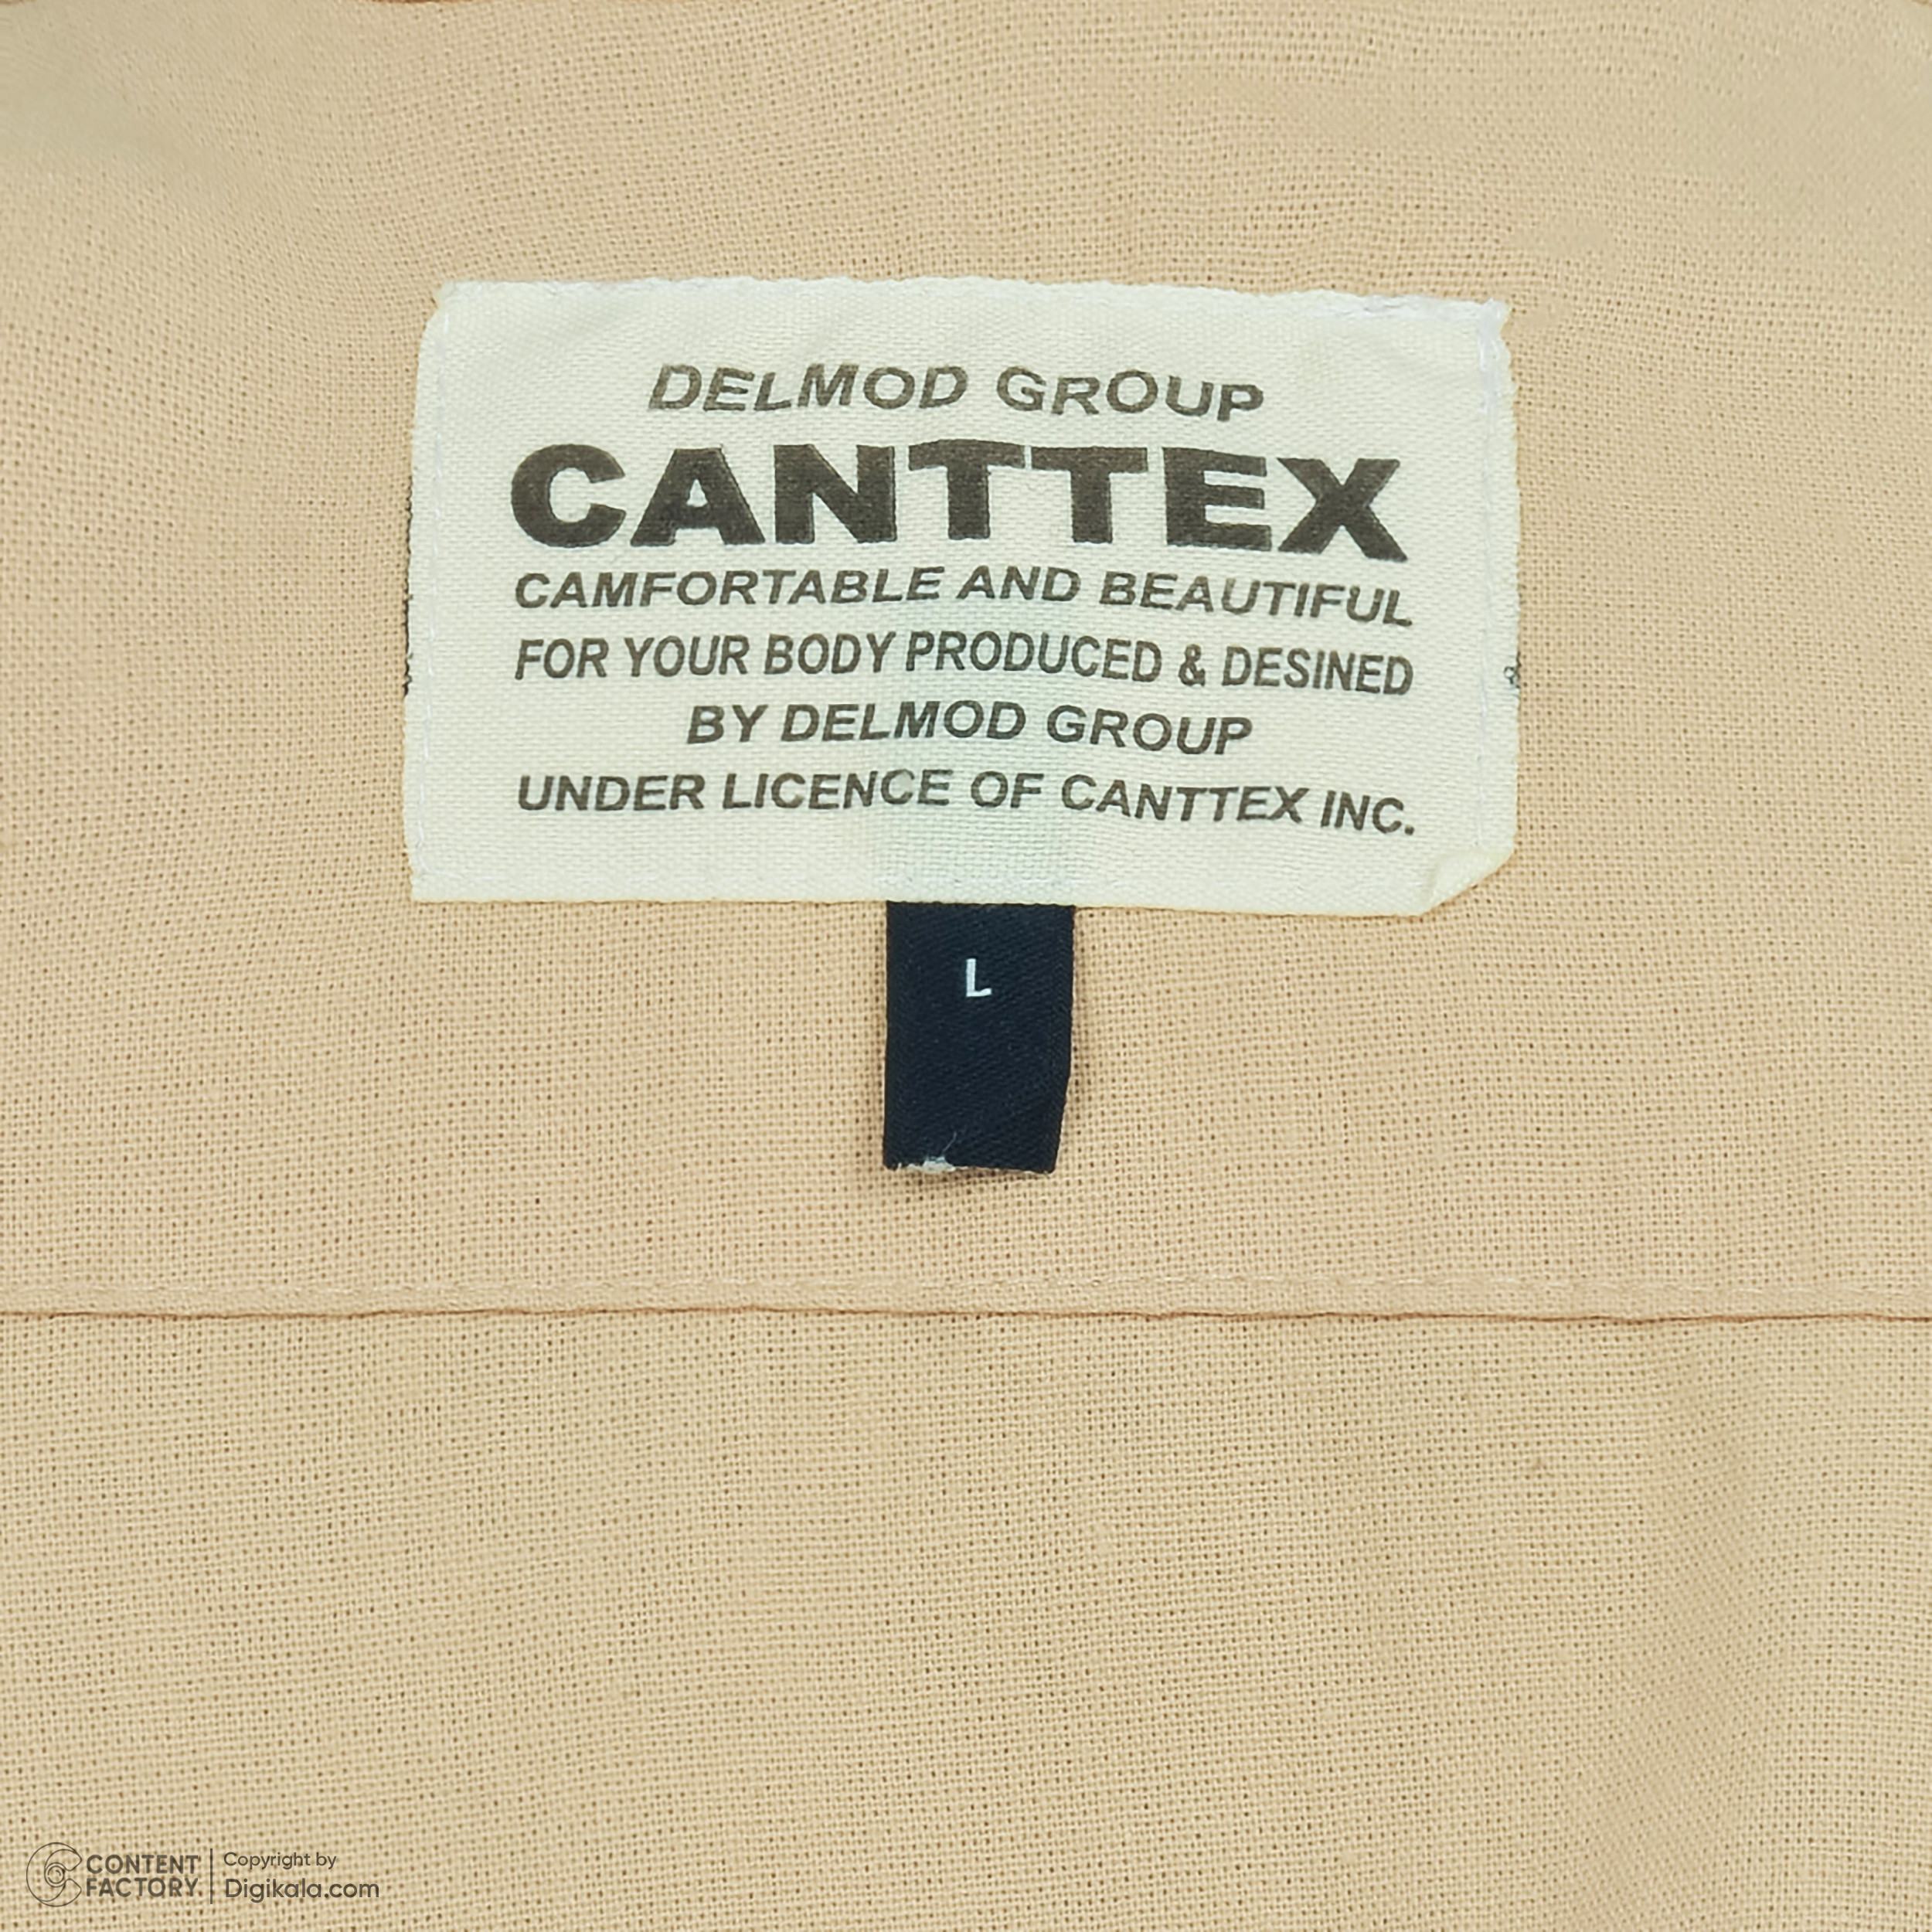 DELMOD GROUP
CANTTEX
CAMFORTABLE AND BEAUTIFUL
FOR YOUR BODY PRODUCED & DESINED
BY DELMOD GROUP
UNDER LICENCE OF CANTTEX INC.
L
CONTENT FACTORY.
Copyright by
Digikala.com